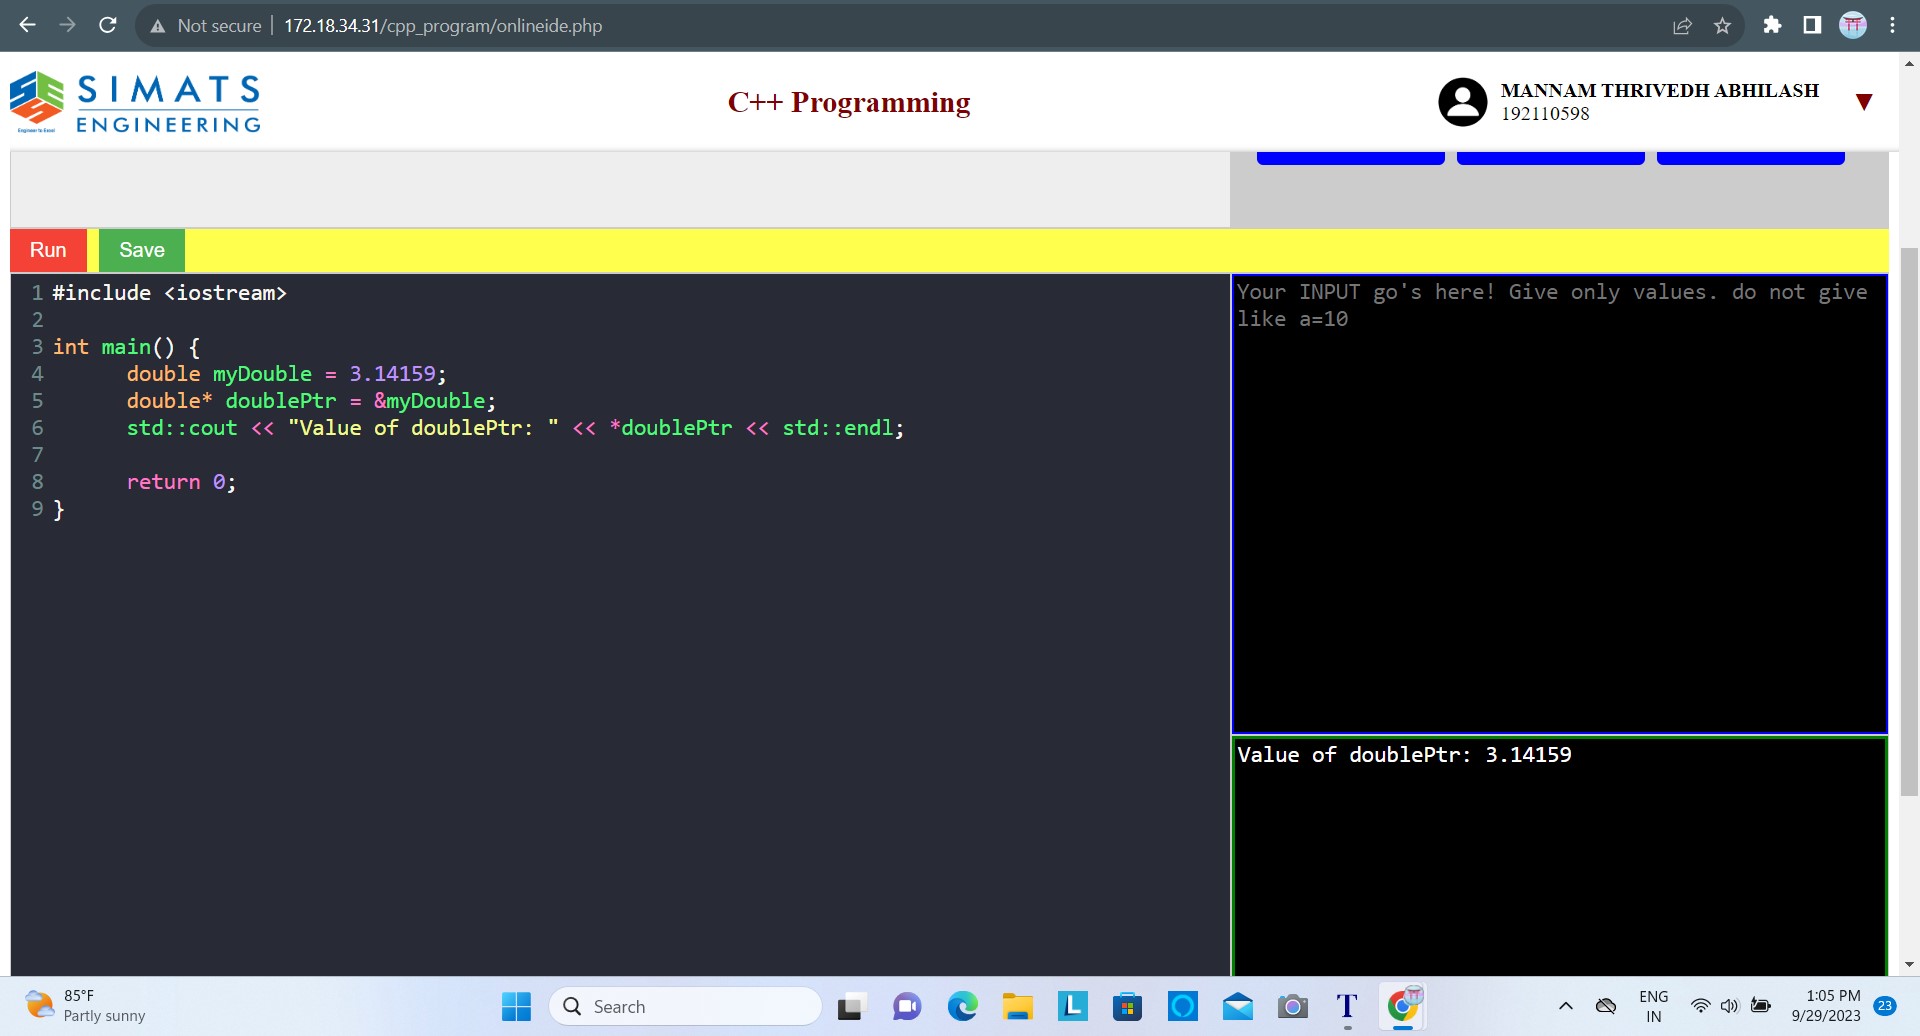 Not secure | 172.18.34.31/cpp_program/onlineide.php
SIMATS
ENGINEERING
Engineer to Excel
C++ Programming
MANNAM THRIVEDH ABHILASH
192110598
Run Save
1 #include <iostream>
2
3 int main() {
4 double myDouble = 3.14159;
5 double* doublePtr = &myDouble;
6 std::cout << "Value of doublePtr: " << *doublePtr << std::endl;
7
8 return 0;
9 }
Your INPUT go's here! Give only values. do not give
like a=10
Value of doublePtr: 3.14159
85°F
Partly sunny
Search
ENG
IN
1:05 PM
9/29/2023
23